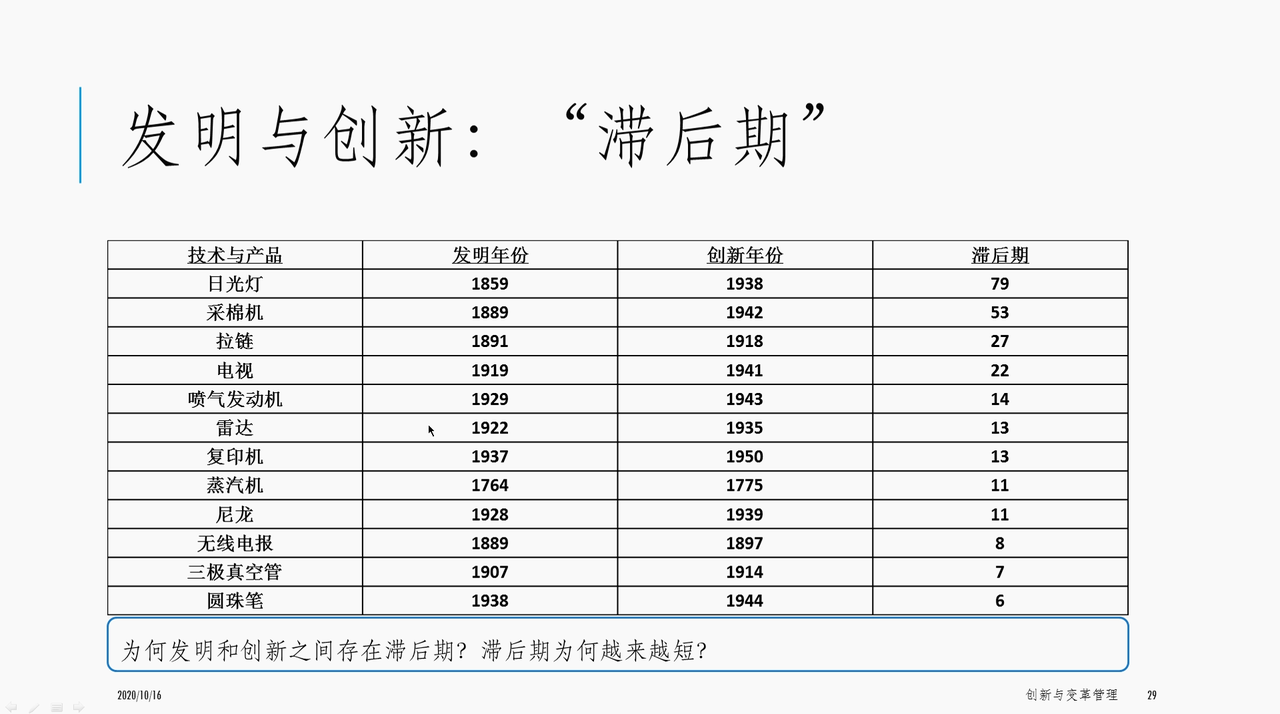 发明与创新：“滞后期”
技术与产品 发明年份 创新年份 滞后期
日光灯 1859 1938 79
采棉机 1889 1942 53
拉链 1891 1918 27
电视 1919 1941 22
喷气发动机 1929 1943 14
雷达 1922 1935 13
复印机 1937 1950 13
蒸汽机 1764 1775 11
尼龙 1928 1939 11
无线电报 1889 1897 8
三极真空管 1907 1914 7
圆珠笔 1938 1944 6
为何发明和创新之间存在滞后期？滞后期为何越来越短？
2020/10/16 创新与变革管理 29